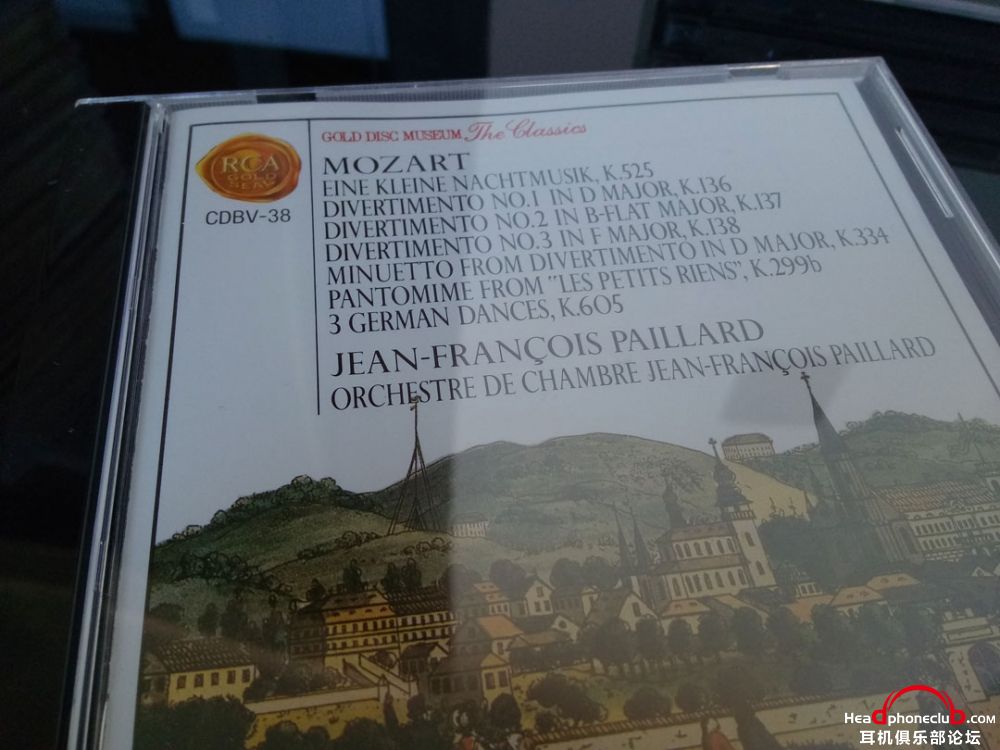 RCA
GOLD
SEAL
CDBV-38
GOLD DISC MUSEUM, The Classics
MOZART
EINE KLEINE NACHTMUSIK, K.525
DIVERTIMENTO NO.1 IN D MAJOR, K.136
DIVERTIMENTO NO.2 IN B-FLAT MAJOR, K.137
DIVERTIMENTO NO.3 IN F MAJOR, K.138
MINUETTO FROM DIVERTIMENTO IN D MAJOR, K.334
PANTOMIME FROM "LES PETITS RIENS", K.299b
3 GERMAN DANCES, K.605
JEAN-FRANÇOIS PAILLARD
ORCHESTRE DE CHAMBRE JEAN-FRANÇOIS PAILLARD
Headphoneclub.com
耳机俱乐部论坛